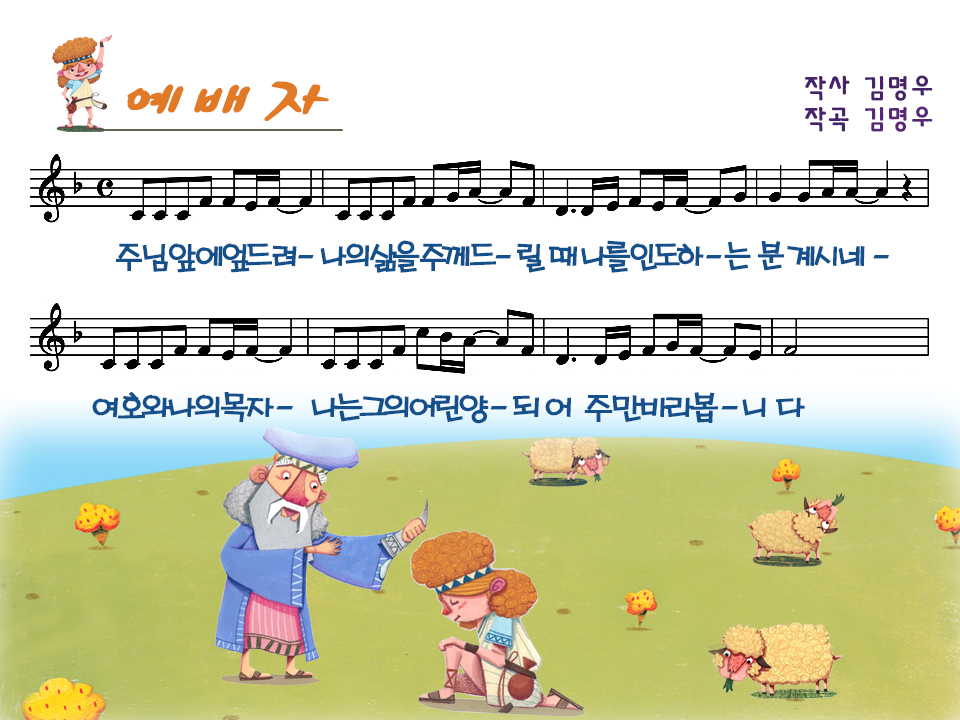 예배자
작사 김명우
작곡 김명우
주님앞에엎드려- 나의삶을주께드- 릴 때 나를인도하-는 분 계시네 -
여호와나의목자- 나는그의어린양-되 어 주만바라봅-니 다